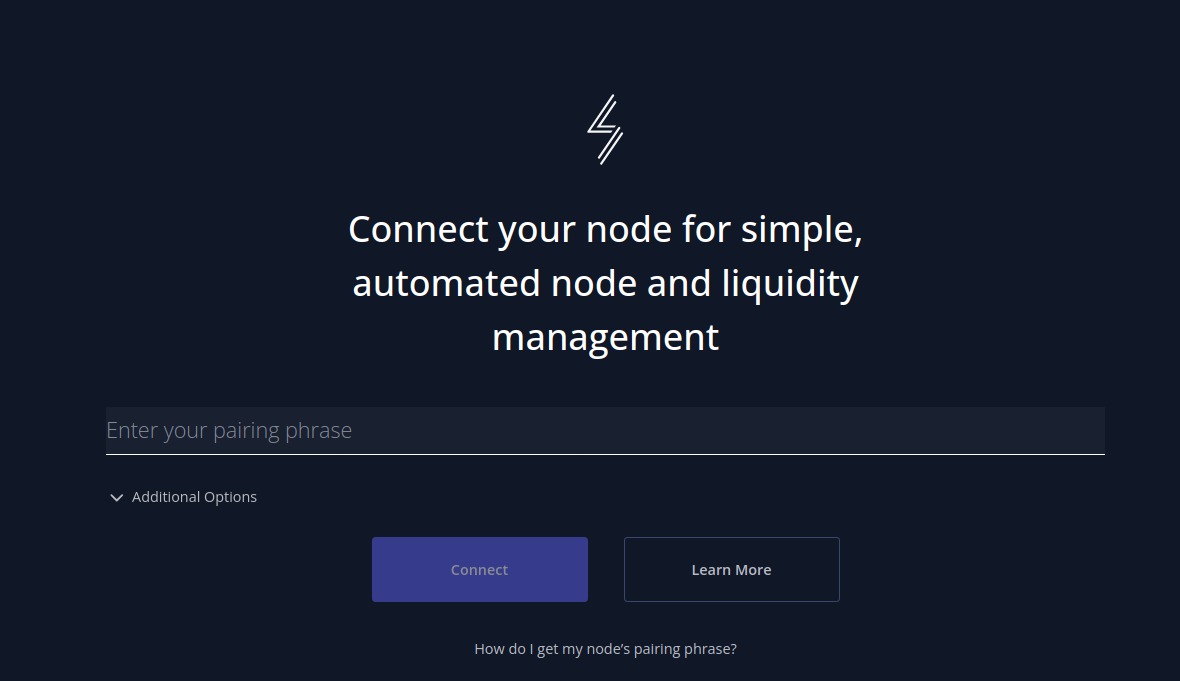 Connect your node for simple,
automated node and liquidity
management
Enter your pairing phrase
Additional Options
Connect
Learn More
How do I get my node’s pairing phrase?